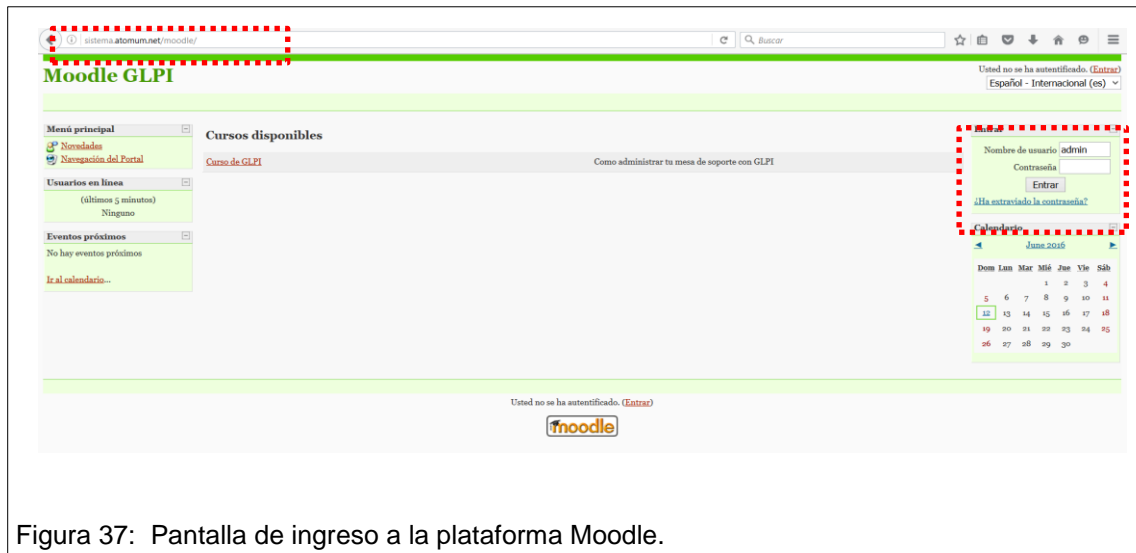 sistema.atomum.net/moodle/
Buscar
Moodle GLPI
Usted no se ha autentificado. (Entrar)
Español - Internacional (es)
Menú principal
Novedades
Navegación del Portal
Usuarios en línea
(últimos 5 minutos)
Ninguno
Eventos próximos
No hay eventos próximos
Ir al calendario...
Cursos disponibles
Curso de GLPI
Como administrar tu mesa de soporte con GLPI
Entrar
Nombre de usuario admin
Contraseña
Entrar
¿Ha extraviado la contraseña?
Calendario
June 2016
Dom Lun Mar Mié Jue Vie Sáb
1 2 3 4
5 6 7 8 9 10 11
12 13 14 15 16 17 18
19 20 21 22 23 24 25
26 27 28 29 30
Usted no se ha autentificado. (Entrar)
moodle
Figura 37: Pantalla de ingreso a la plataforma Moodle.